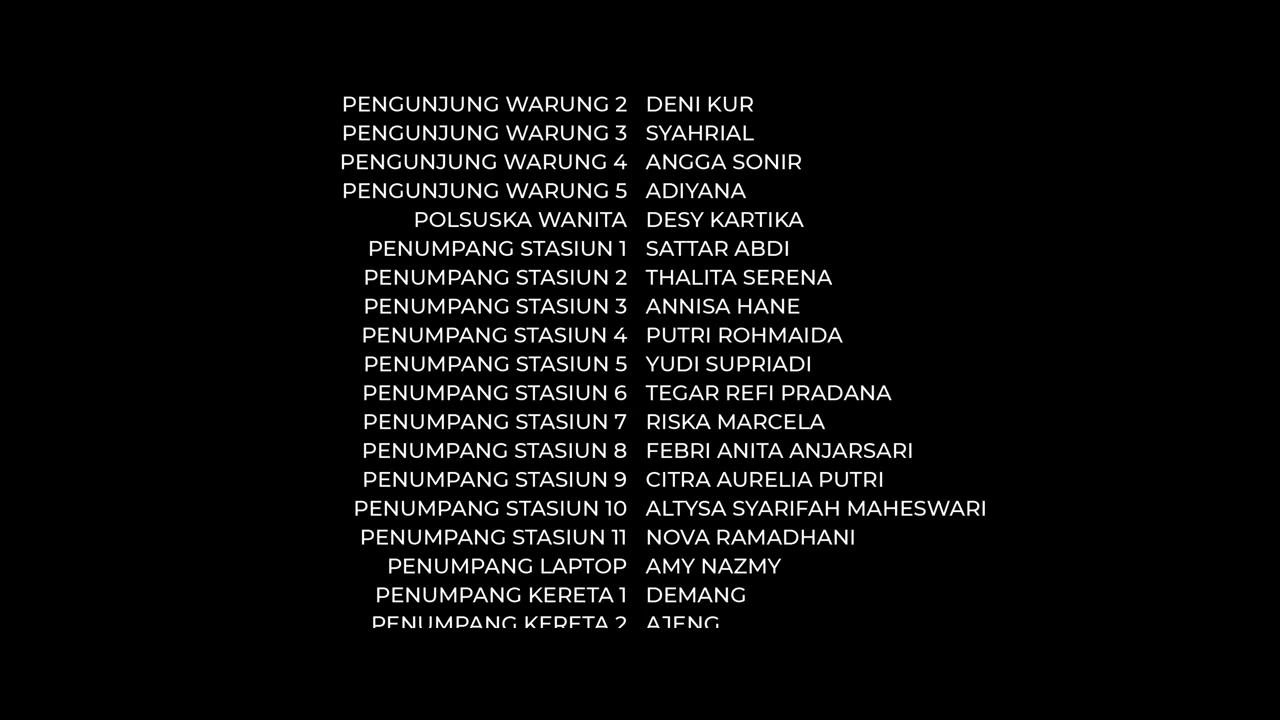 PENGUNJUNG WARUNG 2 DENI KUR
PENGUNJUNG WARUNG 3 SYAHRIAL
PENGUNJUNG WARUNG 4 ANGGA SONIR
PENGUNJUNG WARUNG 5 ADIYANA
POLSUSKA WANITA DESY KARTIKA
PENUMPANG STASIUN 1 SATTAR ABDI
PENUMPANG STASIUN 2 THALITA SERENA
PENUMPANG STASIUN 3 ANNISA HANE
PENUMPANG STASIUN 4 PUTRI ROHMAIDA
PENUMPANG STASIUN 5 YUDI SUPRIADI
PENUMPANG STASIUN 6 TEGAR REFI PRADANA
PENUMPANG STASIUN 7 RISKA MARCELA
PENUMPANG STASIUN 8 FEBRI ANITA ANJARSARI
PENUMPANG STASIUN 9 CITRA AURELIA PUTRI
PENUMPANG STASIUN 10 ALTYSA SYARIFAH MAHESWARI
PENUMPANG STASIUN 11 NOVA RAMADHANI
PENUMPANG LAPTOP AMY NAZMY
PENUMPANG KERETA 1 DEMANG
PENUMPANG KERETA 2 AJENG